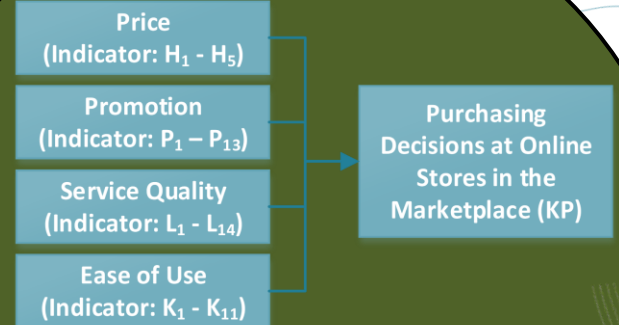 Price
(Indicator: H₁ - H₅)
Promotion
(Indicator: P₁ – P₁₃)
Service Quality
(Indicator: L₁ - L₁₄)
Ease of Use
(Indicator: K₁ - K₁₁)
Purchasing
Decisions at Online
Stores in the
Marketplace (KP)